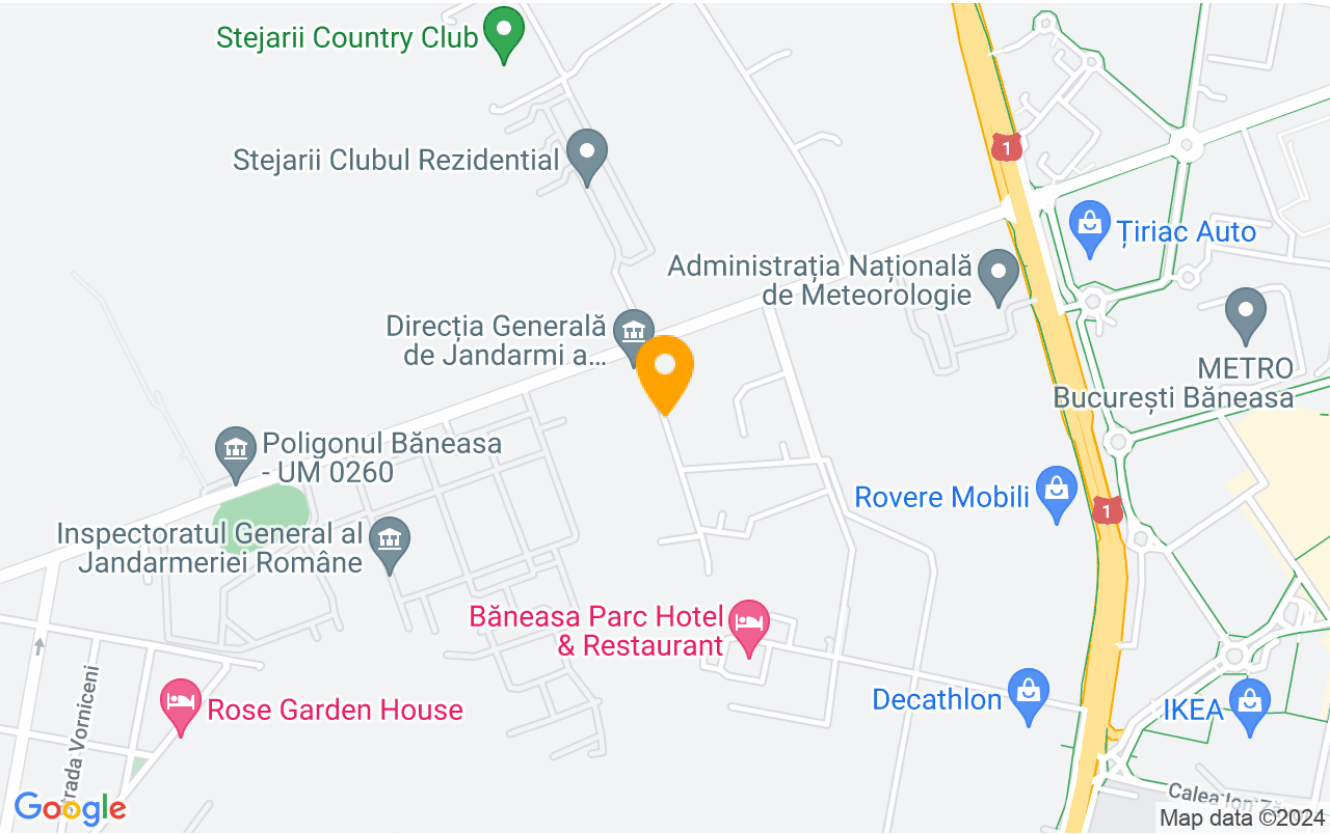 Stejarii Country Club
Stejarii Clubul Rezidential
1
Țiriac Auto
Administrația Națională
de Meteorologie
Direcția Generală
de Jandarmi a...
METRO
București Băneasa
Poligonul Băneasa
- UM 0260
Rovere Mobili
1
Inspectoratul General al
Jandarmeriei Române
Băneasa Parc Hotel
& Restaurant
Decathlon
IKEA
Rose Garden House
Vorniceni
Google
Calea Ion
Map data ©2024